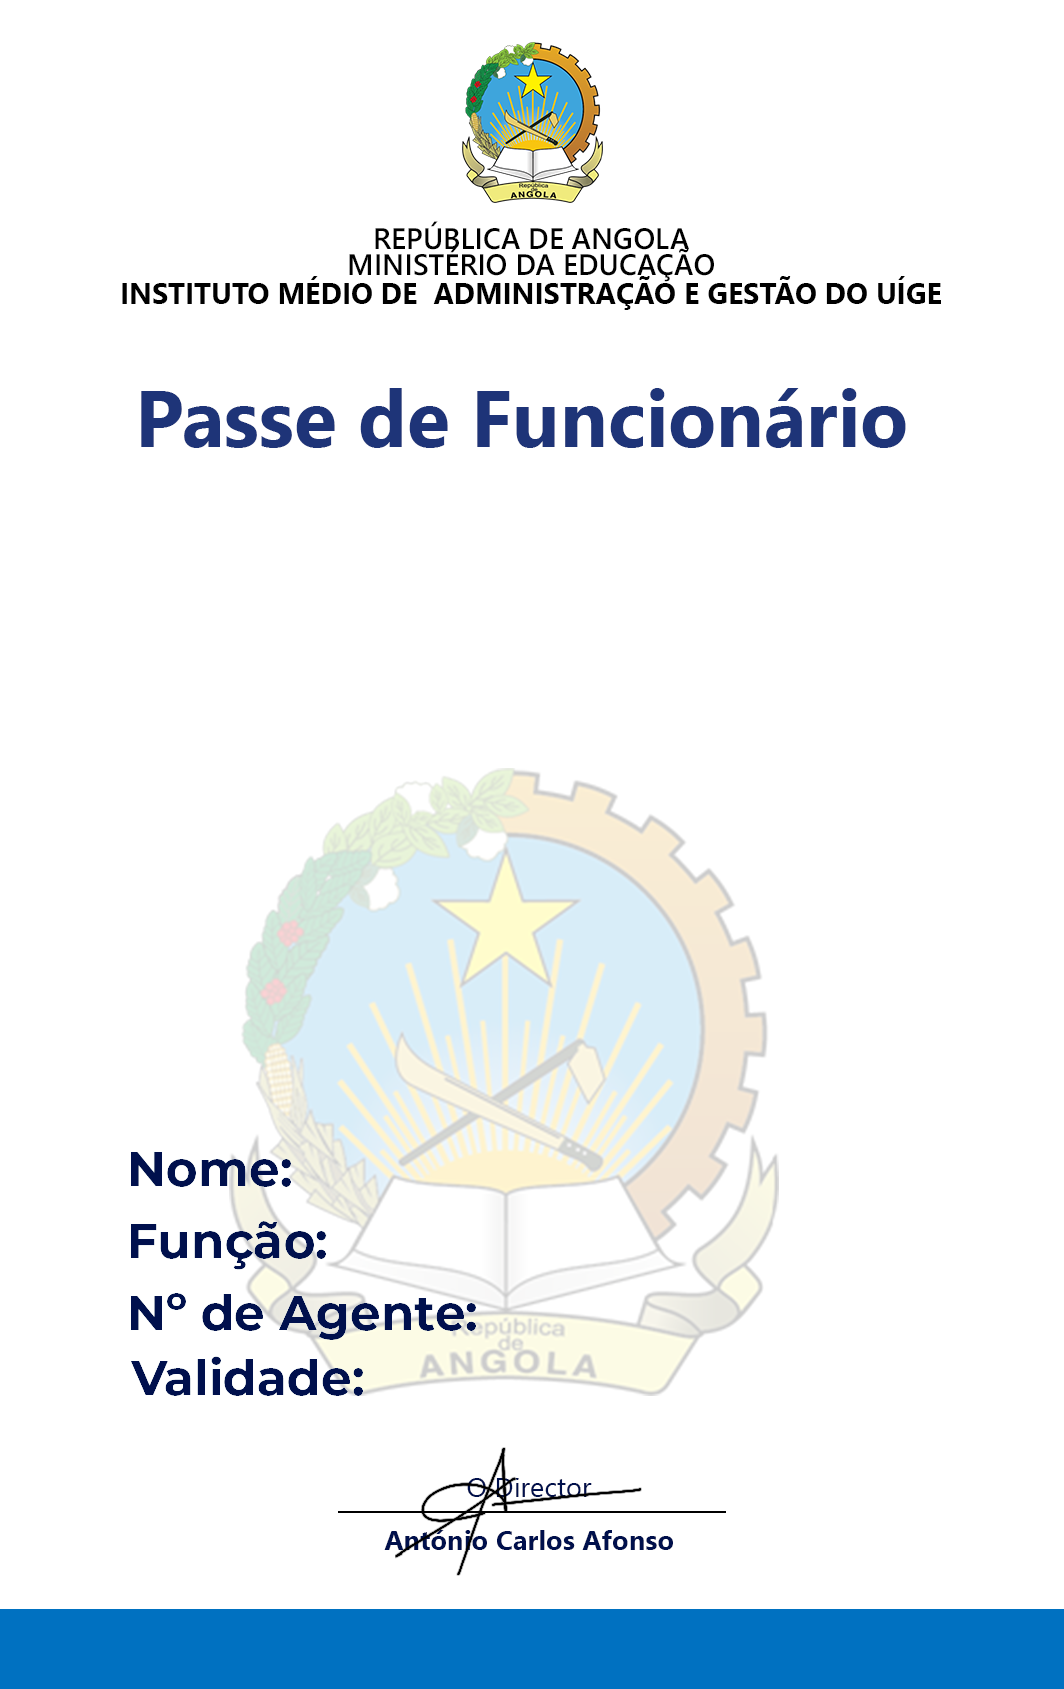 República
de
ANGOLA
REPÚBLICA DE ANGOLA
MINISTÉRIO DA EDUCAÇÃO
INSTITUTO MÉDIO DE  ADMINISTRAÇÃO E GESTÃO DO UÍGE
Passe de Funcionário
Nome:
Função:
Nº de Agente:
República
de
ANGOLA
Validade:
O Director
António Carlos Afonso